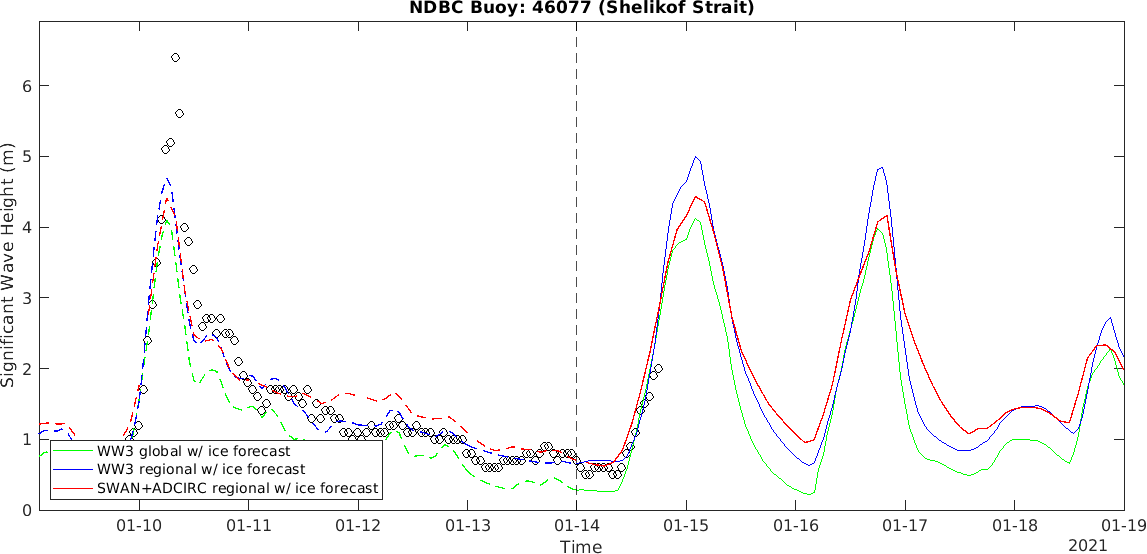 NDBC Buoy: 46077 (Shelikof Strait)
Significant Wave Height (m)
6
5
4
3
2
1
0
WW3 global w/ ice forecast
WW3 regional w/ ice forecast
SWAN+ADCIRC regional w/ ice forecast
01-10 01-11 01-12 01-13 01-14 01-15 01-16 01-17 01-18 01-19
Time
2021